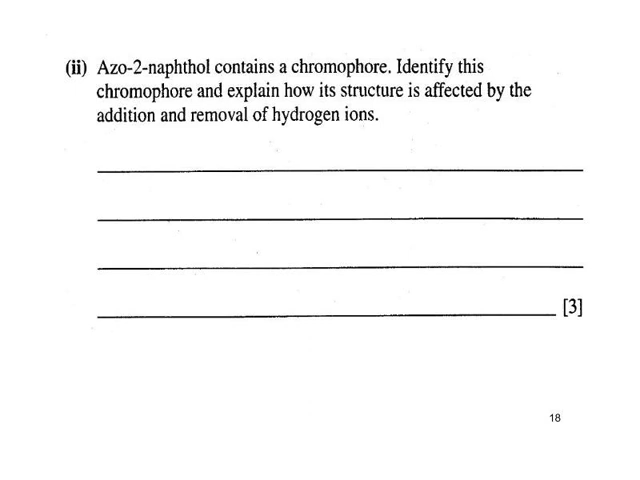 (ii) Azo-2-naphthol contains a chromophore. Identify this
chromophore and explain how its structure is affected by the
addition and removal of hydrogen ions.
[3]
18